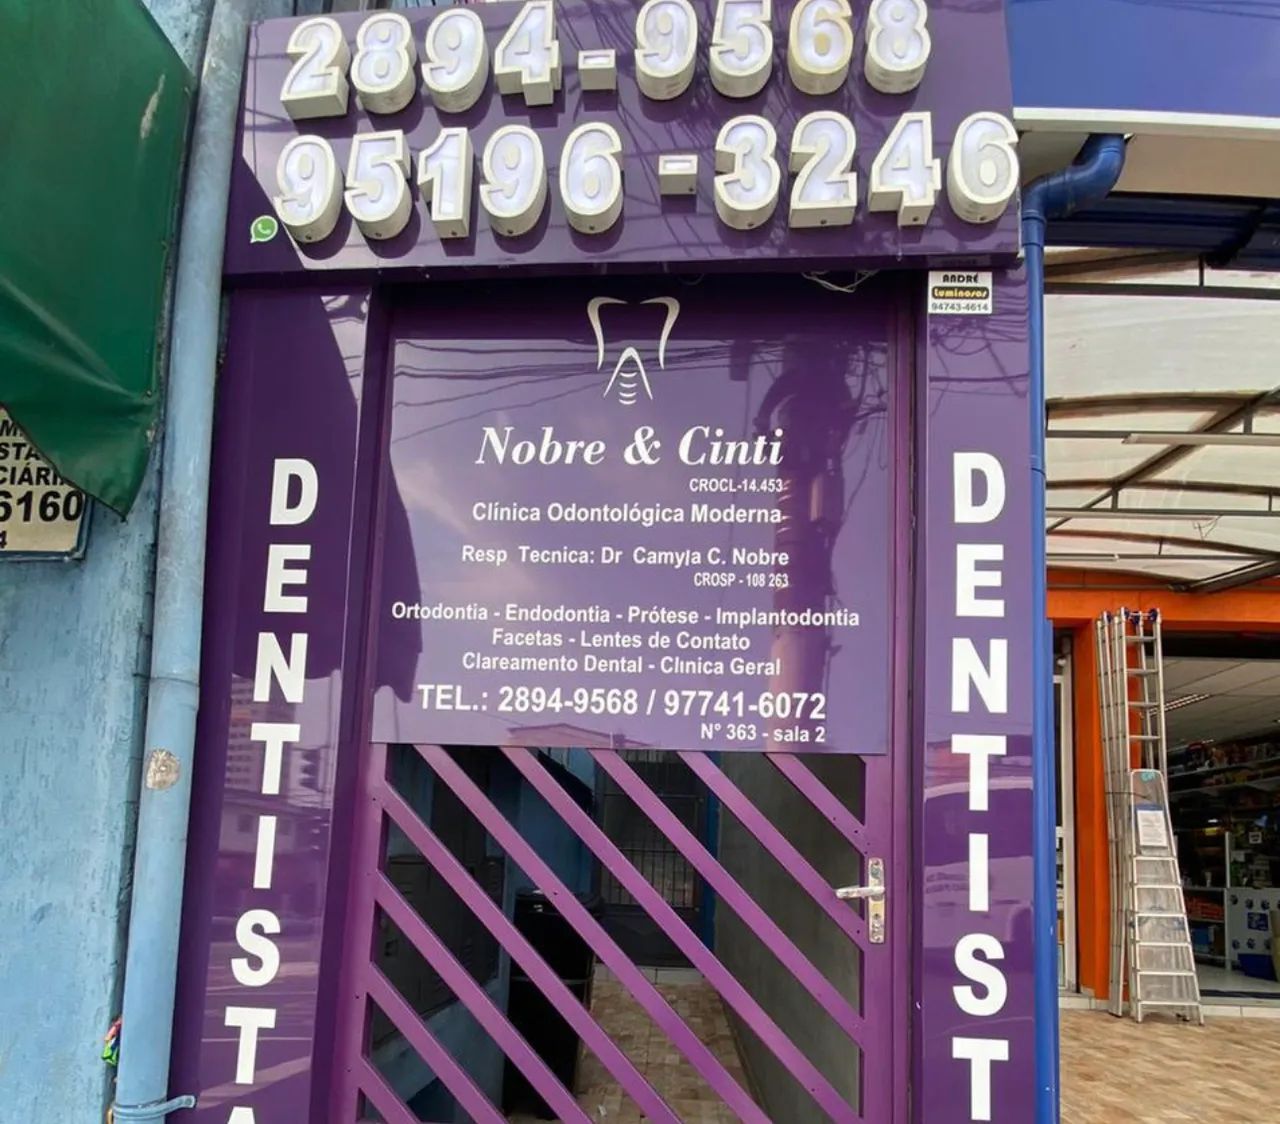 2894-9568
95196-3246
ANDRÉ
Luminosos
94743-4614
Nobre & Cinti
CROCL-14.453
Clínica Odontológica Moderna
Resp Tecnica: Dr Camyla C. Nobre
CROSP - 108 263
Ortodontia - Endodontia - Prótese - Implantodontia
Facetas - Lentes de Contato
Clareamento Dental - Clınica Geral
TEL.: 2894-9568 / 97741-6072
N° 363 - sala 2
DENTISTA
DENTIST
6160